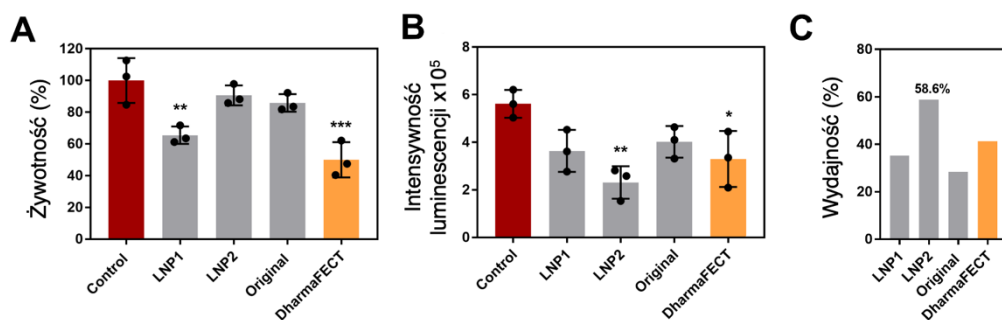 A
Żywotność (%)
120
100
80
60
40
20
0
**
***
Control
LNP1
LNP2
Original
DharmaFECT
B
Intensywność
luminescencji x10⁵
8
6
4
2
0
**
*
Control
LNP1
LNP2
Original
DharmaFECT
C
Wydajność (%)
80
60
40
20
0
58.6%
LNP1
LNP2
Original
DharmaFECT